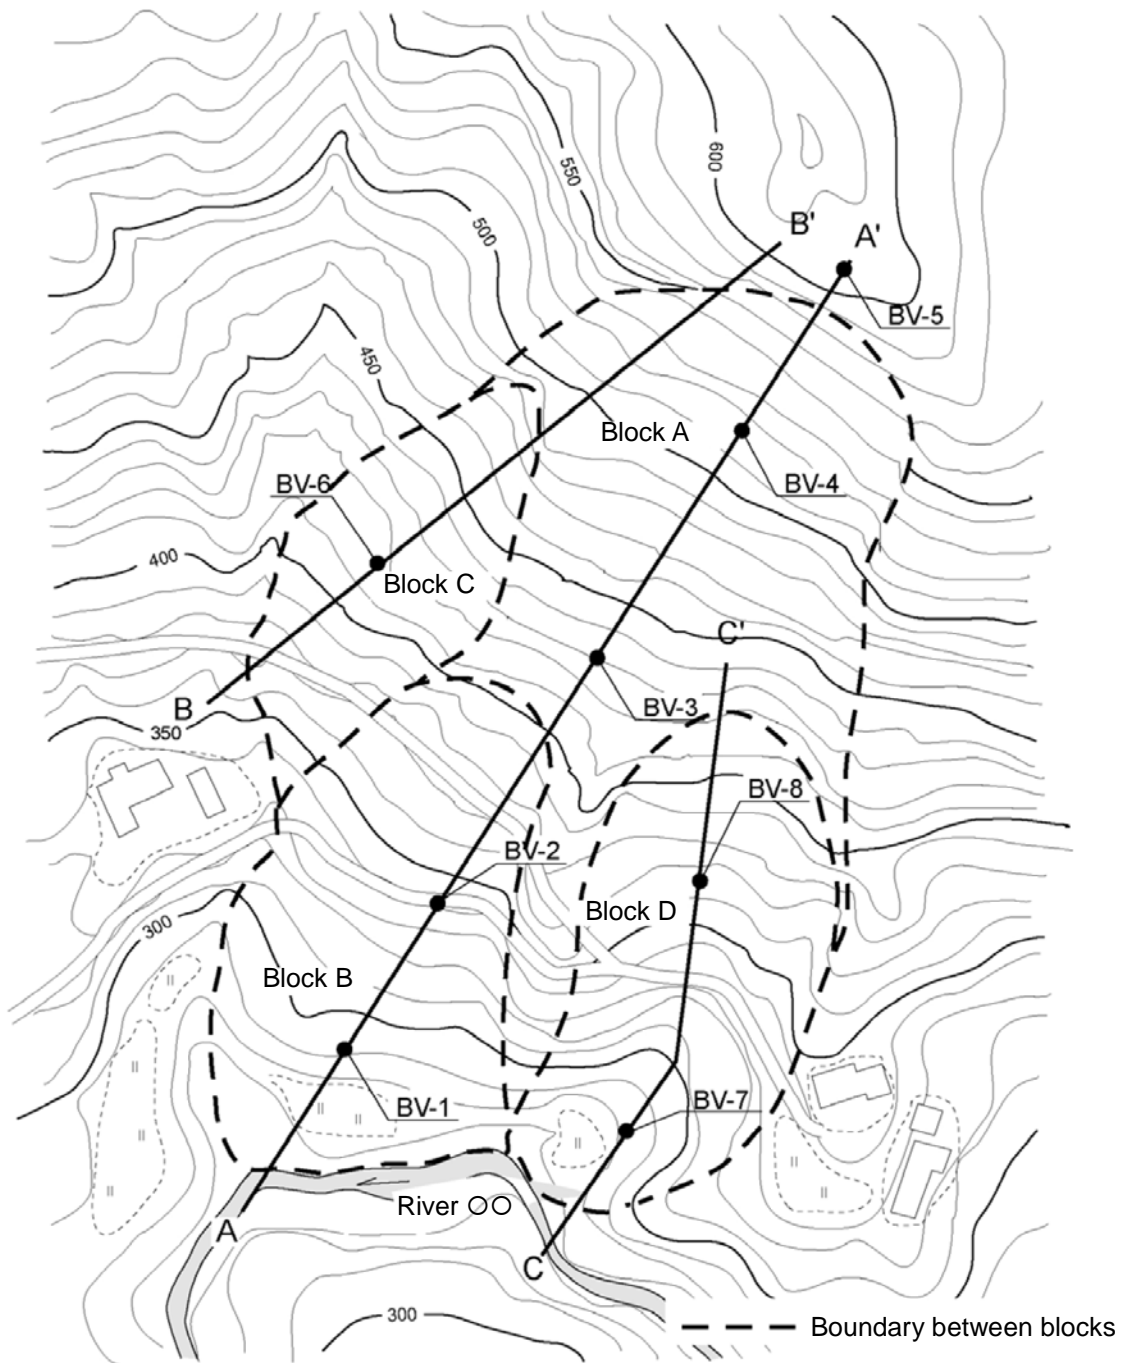 550
600
B'
A'
500
BV-5
450
Block A
BV-6
BV-4
400
Block C
C'
B
BV-3
350
BV-8
BV-2
Block D
300
Block B
BV-1
BV-7
River ○○
A
C
300
Boundary between blocks